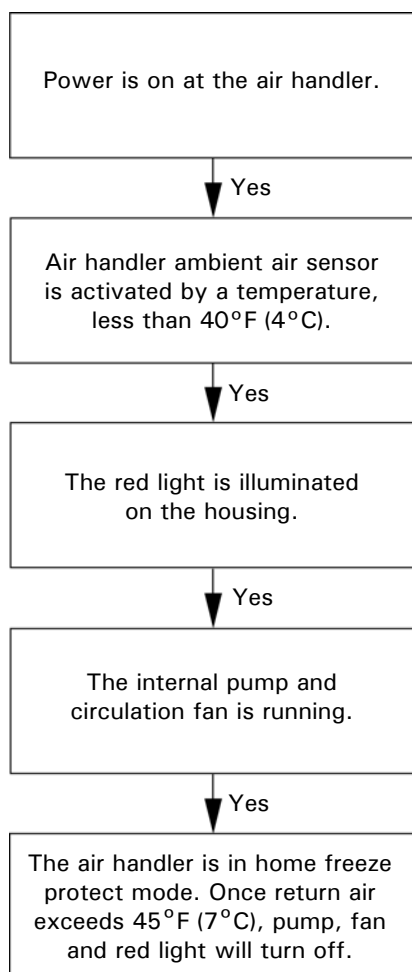 Power is on at the air handler.
Yes
Air handler ambient air sensor
is activated by a temperature,
less than 40°F (4°C).
Yes
The red light is illuminated
on the housing.
Yes
The internal pump and
circulation fan is running.
Yes
The air handler is in home freeze
protect mode. Once return air
exceeds 45°F (7°C), pump, fan
and red light will turn off.